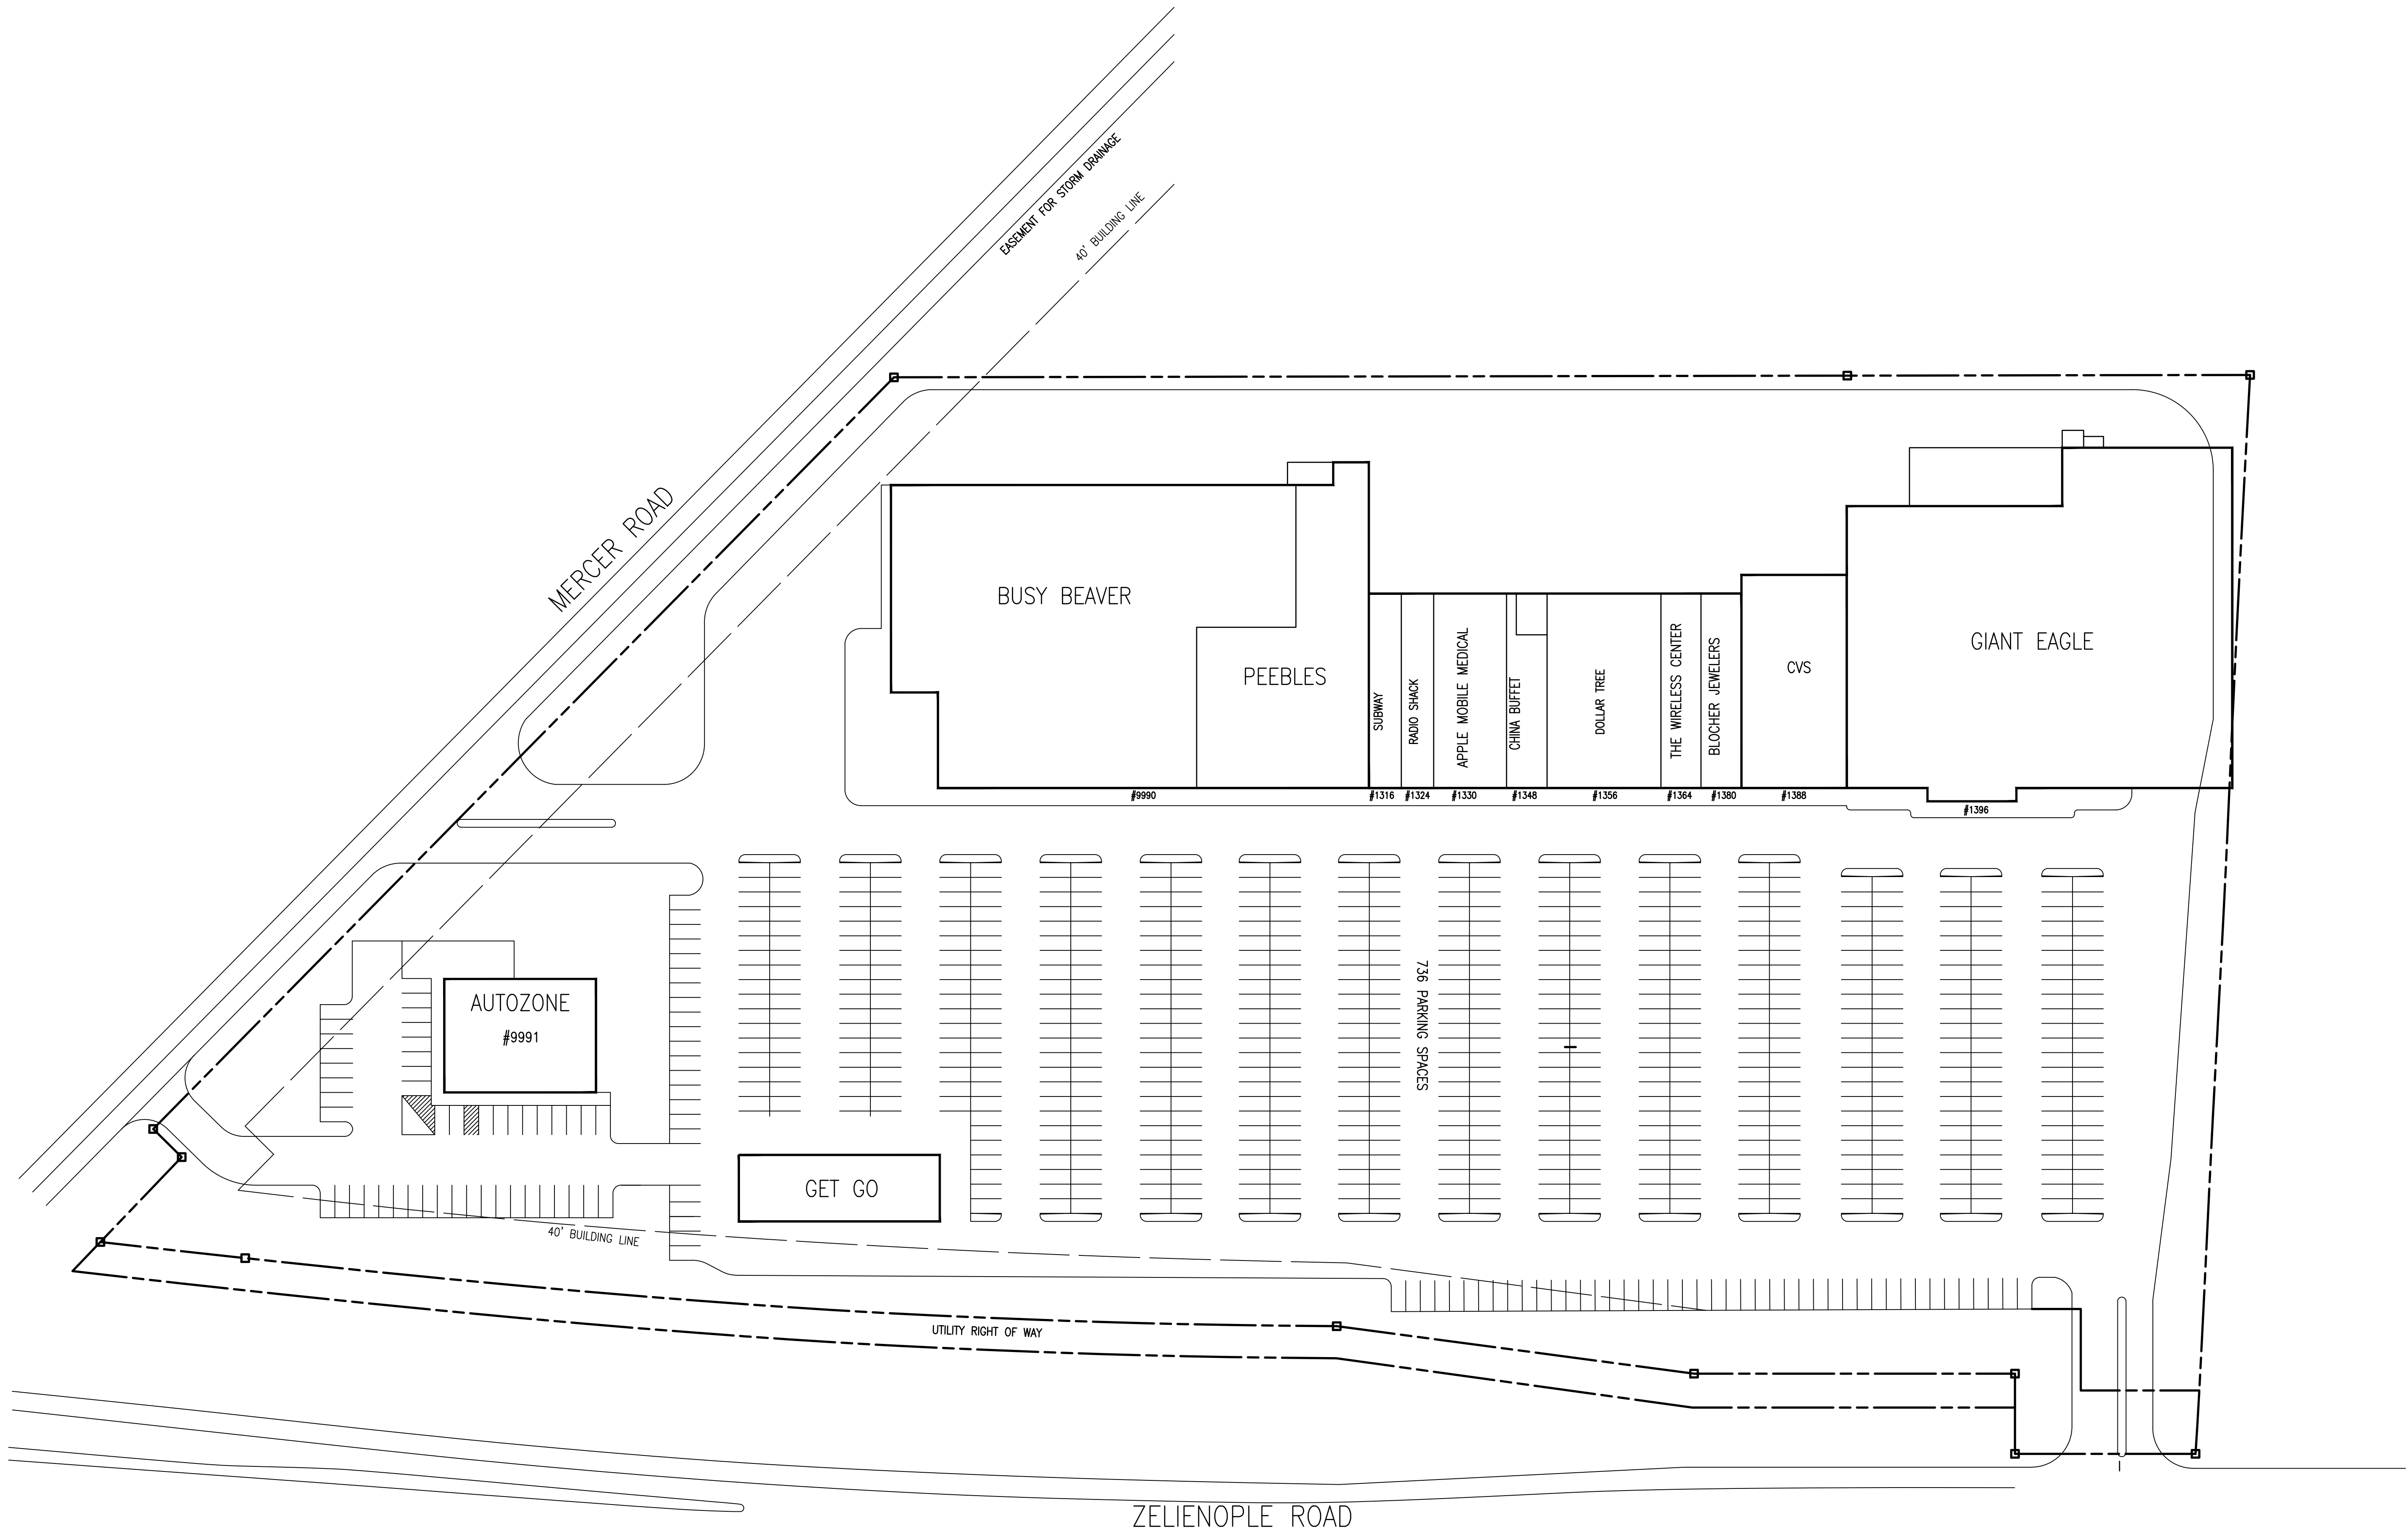 EASEMENT FOR STORM DRAINAGE
40' BUILDING LINE
MERCER ROAD
BUSY BEAVER
PEEBLES
SUBWAY
RADIO SHACK
APPLE MOBILE MEDICAL
CHINA BUFFET
DOLLAR TREE
THE WIRELESS CENTER
BLOCHER JEWELERS
CVS
GIANT EAGLE
#9990
#1316
#1324
#1330
#1348
#1356
#1364
#1380
#1388
#1396
736 PARKING SPACES
AUTOZONE
#9991
GET GO
40' BUILDING LINE
UTILITY RIGHT OF WAY
ZELIENOPLE ROAD